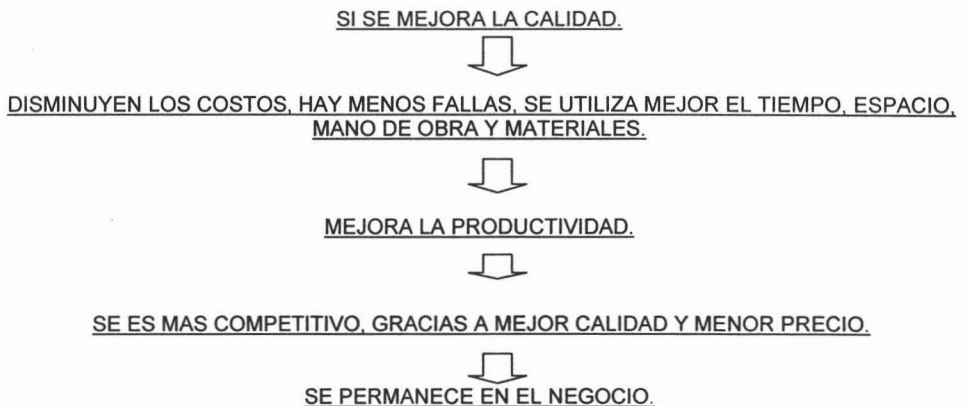 SI SE MEJORA LA CALIDAD.
DISMINUYEN LOS COSTOS, HAY MENOS FALLAS, SE UTILIZA MEJOR EL TIEMPO, ESPACIO,
MANO DE OBRA Y MATERIALES.
MEJORA LA PRODUCTIVIDAD.
SE ES MAS COMPETITIVO, GRACIAS A MEJOR CALIDAD Y MENOR PRECIO.
SE PERMANECE EN EL NEGOCIO.